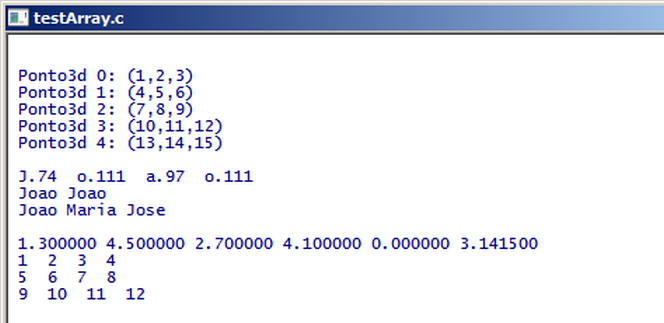 testArray.c
Ponto3d 0: (1,2,3)
Ponto3d 1: (4,5,6)
Ponto3d 2: (7,8,9)
Ponto3d 3: (10,11,12)
Ponto3d 4: (13,14,15)
J.74  o.111  a.97  o.111
Joao Joao
Joao Maria Jose
1.300000 4.500000 2.700000 4.100000 0.000000 3.141500
1  2  3  4
5  6  7  8
9  10  11  12